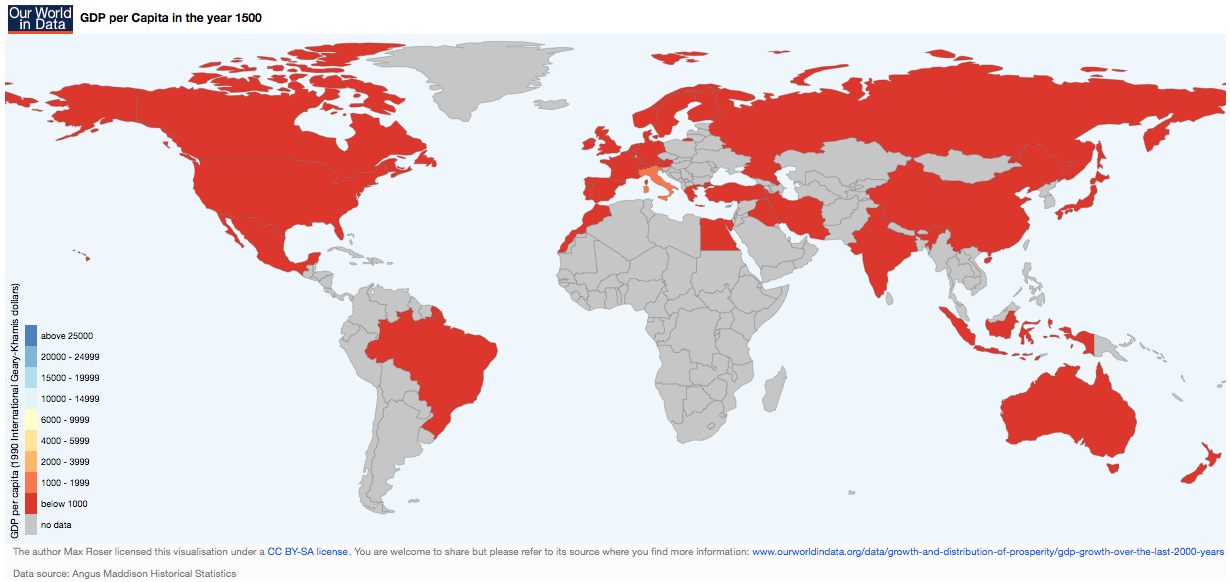 Our World
in Data
GDP per Capita in the year 1500
GDP per capita (1990 International Geary-Khamis dollars)
above 25000
20000 - 24999
15000 - 19999
10000 - 14999
6000 - 9999
4000 - 5999
2000 - 3999
1000 - 1999
below 1000
no data
The author Max Roser licensed this visualisation under a CC BY-SA license. You are welcome to share but please refer to its source where you find more information: www.ourworldindata.org/data/growth-and-distribution-of-prosperity/gdp-growth-over-the-last-2000-years
Data source: Angus Maddison Historical Statistics